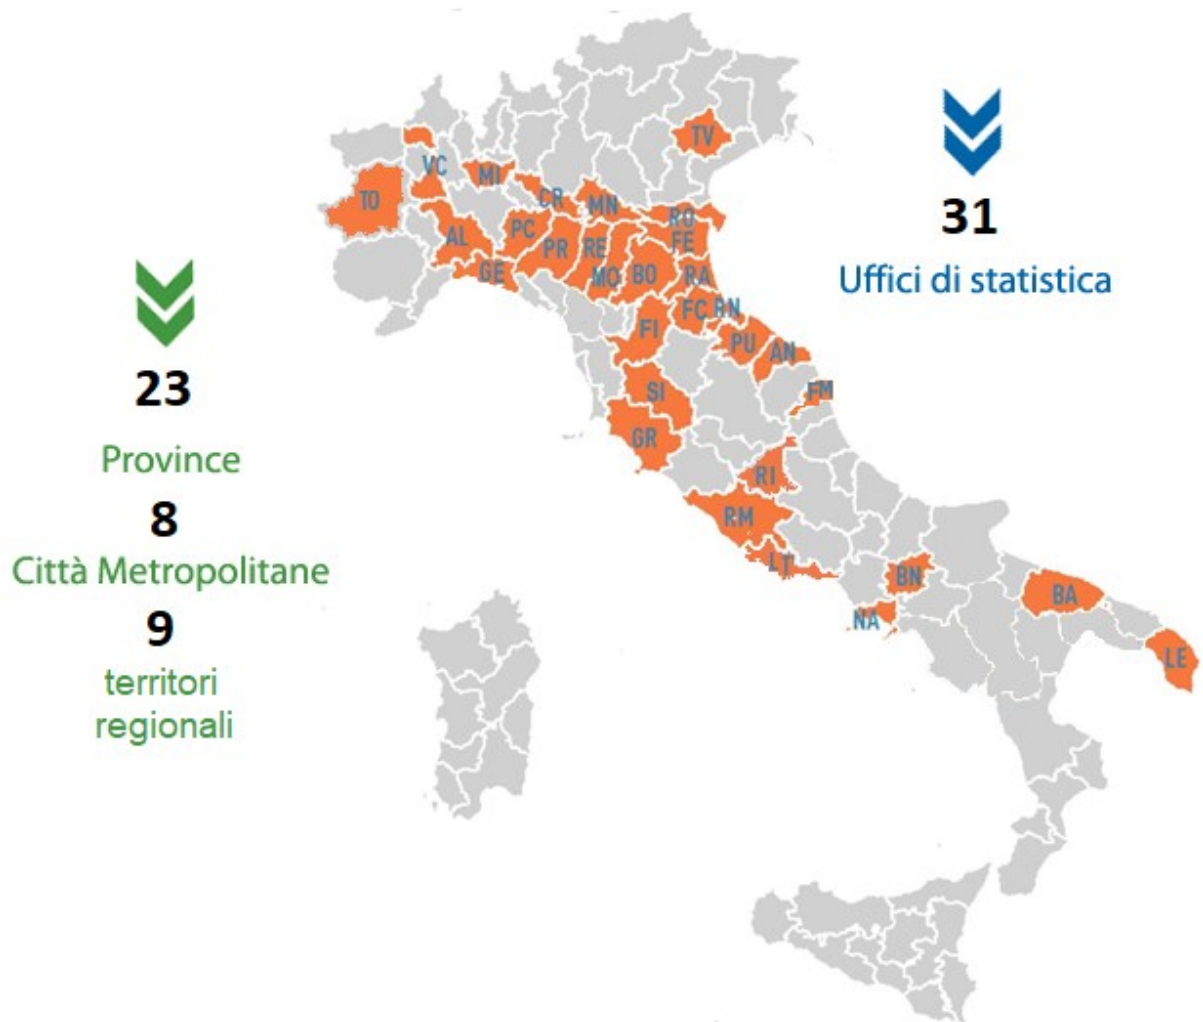 TV
VC
MI
TO
CR
MN
RO
AL
PC
PR
RE
FE
GE
MO
BO
RA
FC
RN
FI
PU
AN
SI
FM
GR
RI
RM
LT
BN
BA
NA
LE
31
Uffici di statistica
23
Province
8
Città Metropolitane
9
territori
regionali